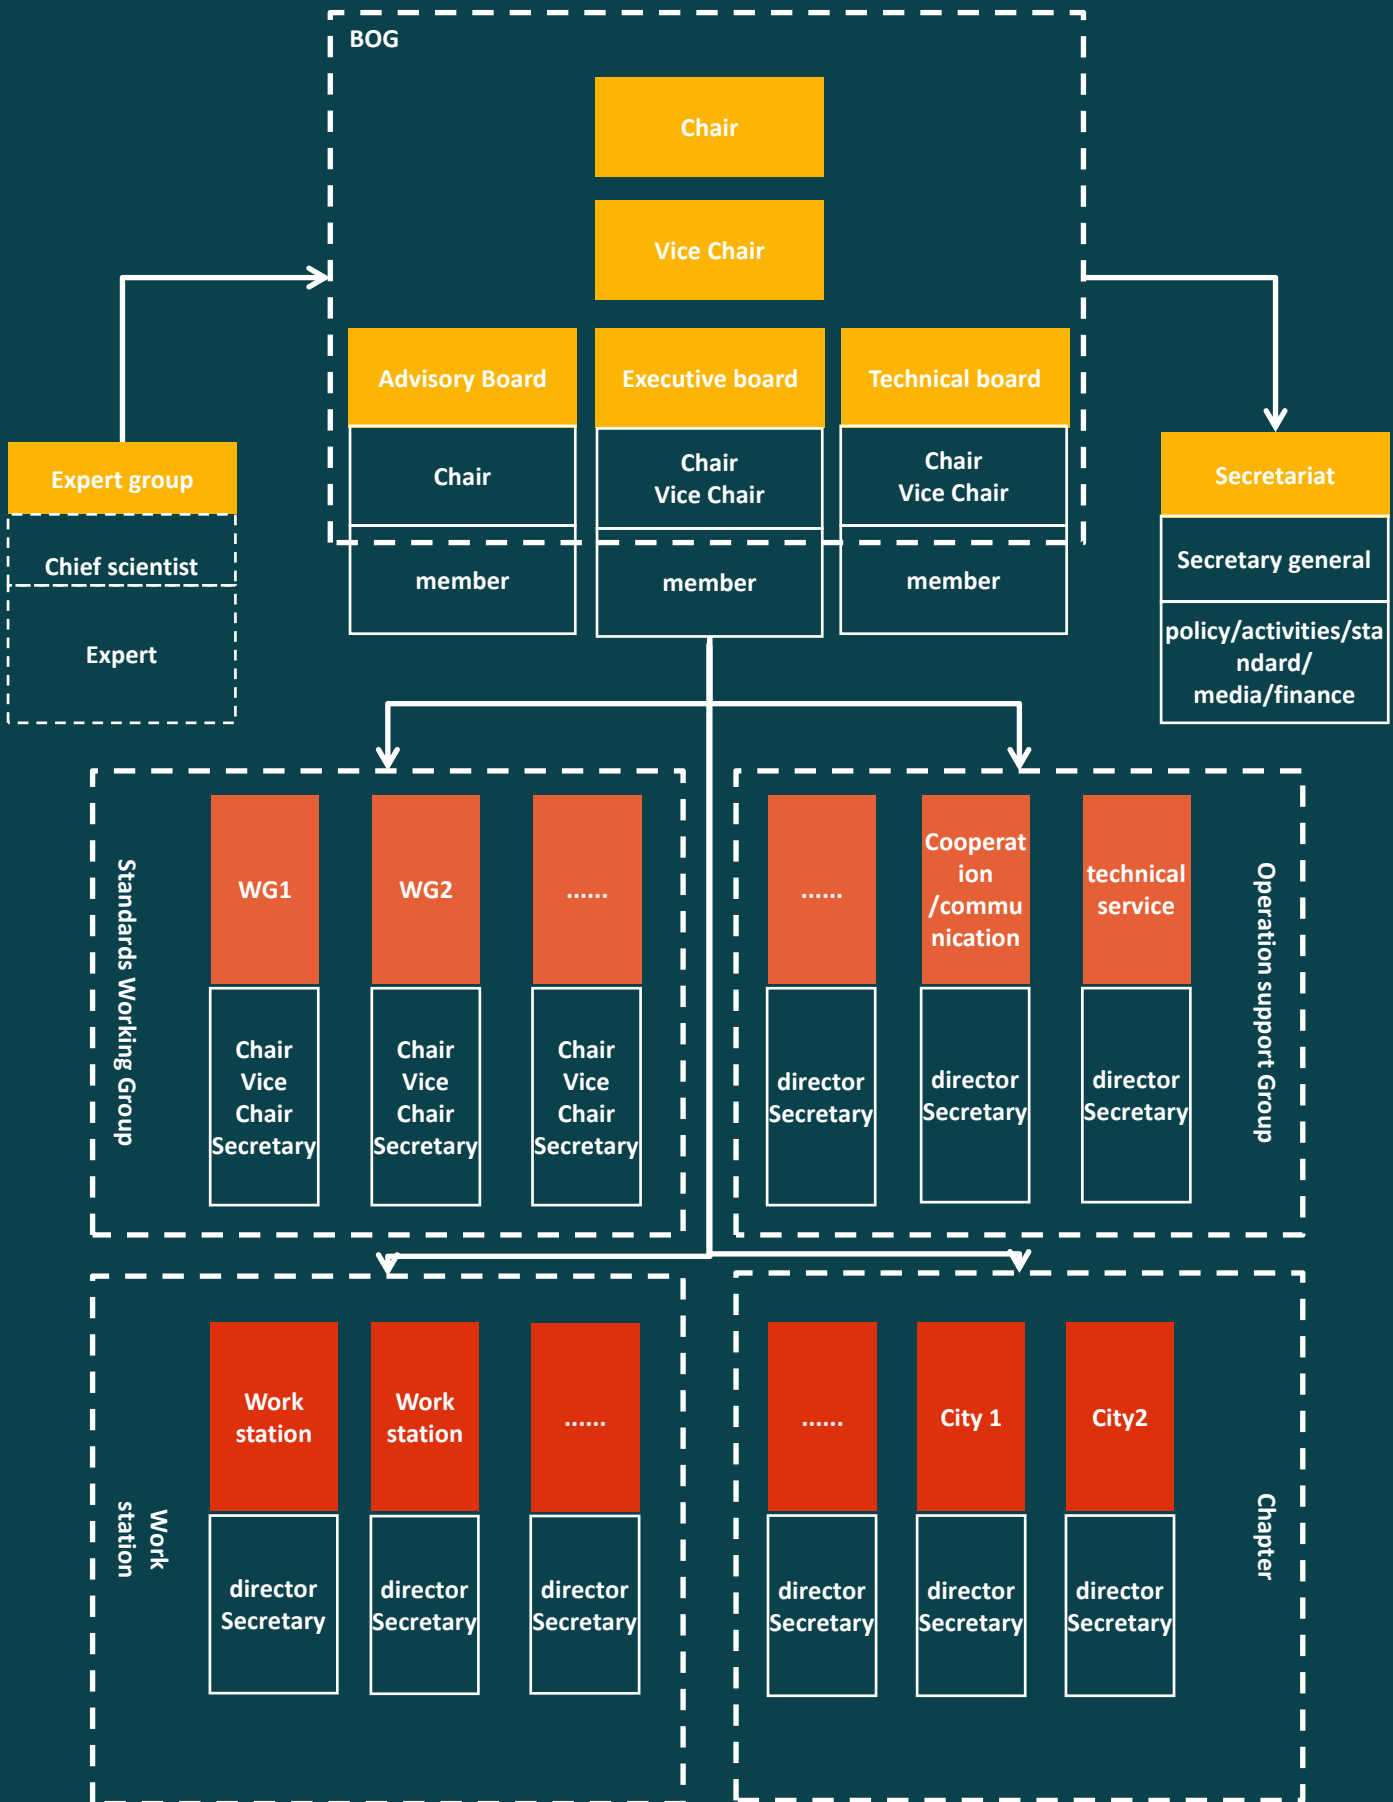 BOG
Chair
Vice Chair
Advisory Board
Executive board
Technical board
Chair
Chair
Vice Chair
Chair
Vice Chair
member
member
member
Expert group
Chief scientist
Expert
Secretariat
Secretary general
policy/activities/sta
ndard/
media/finance
Standards Working Group
WG1
WG2
......
Chair
Vice
Chair
Secretary
Chair
Vice
Chair
Secretary
Chair
Vice
Chair
Secretary
......
Cooperat
ion
/commu
nication
technical
service
director
Secretary
director
Secretary
director
Secretary
Operation support Group
Work
station
Work
station
Work
station
......
director
Secretary
director
Secretary
director
Secretary
......
City 1
City2
director
Secretary
director
Secretary
director
Secretary
Chapter